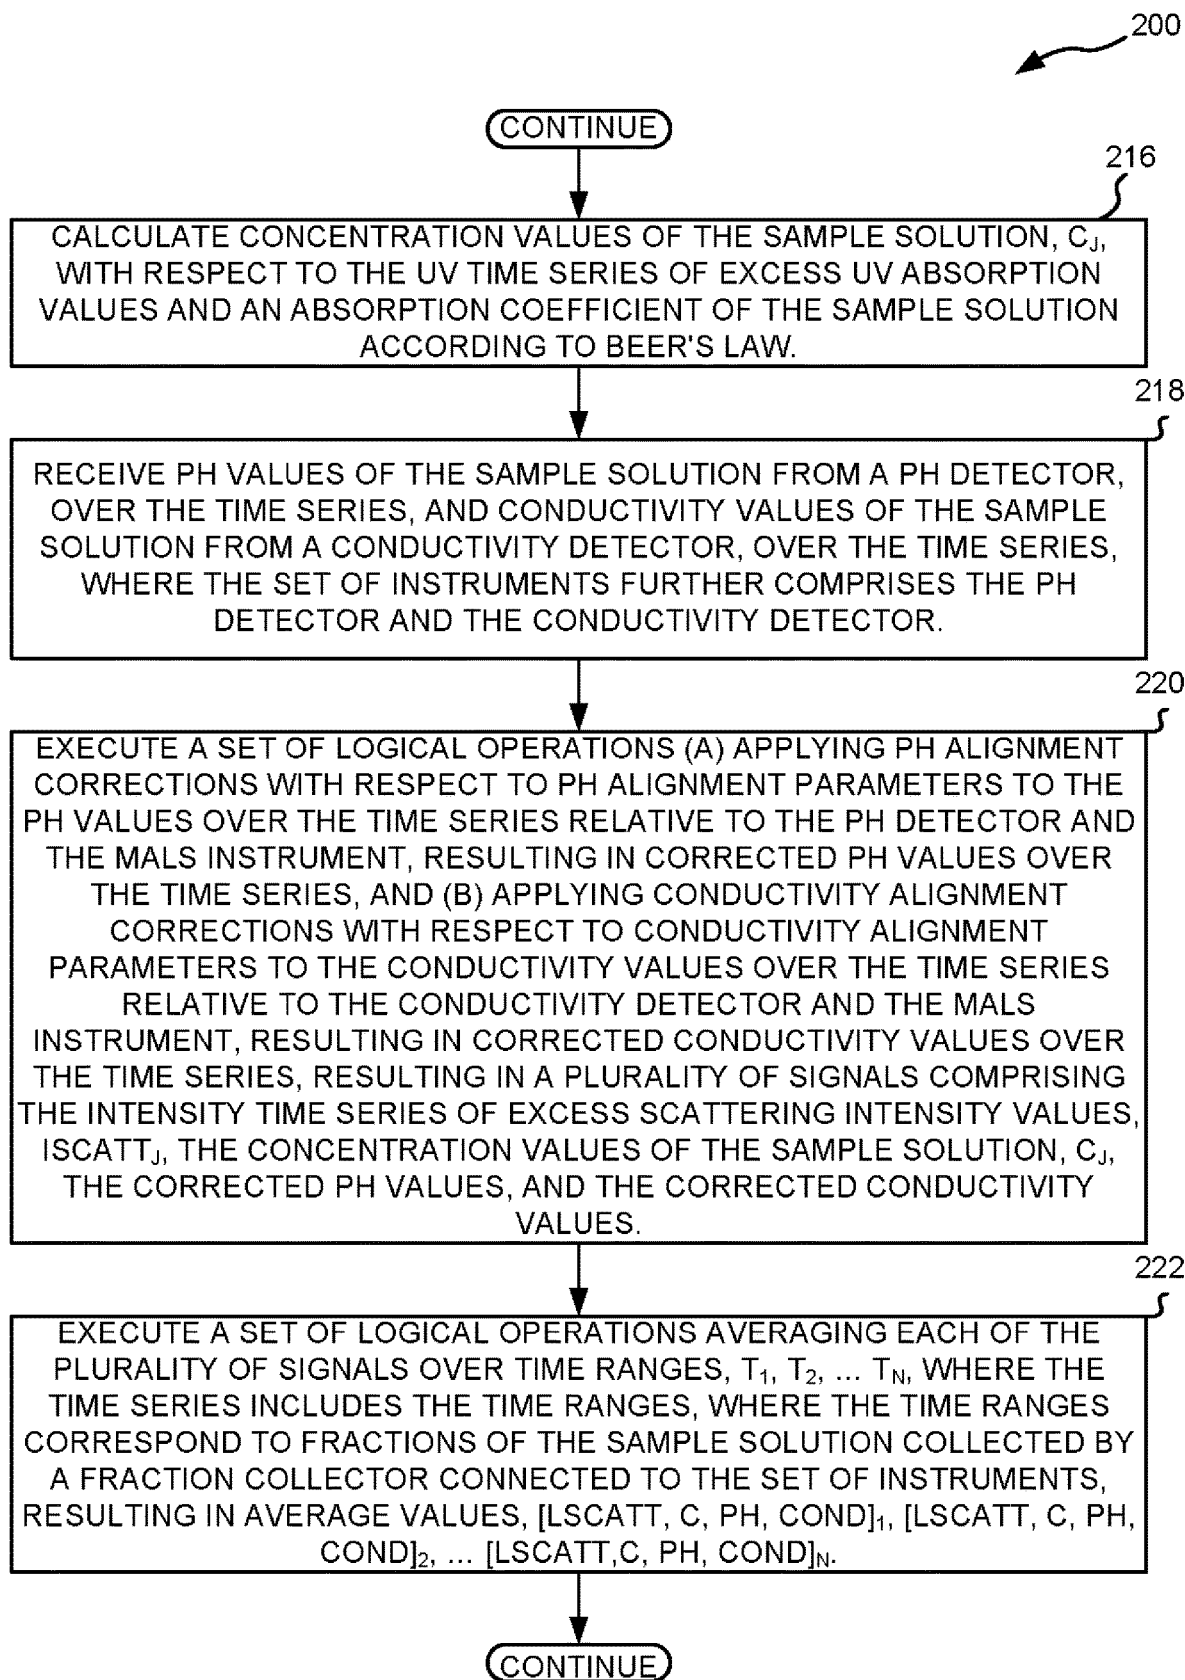 200
CONTINUE
216
CALCULATE CONCENTRATION VALUES OF THE SAMPLE SOLUTION, CJ,
WITH RESPECT TO THE UV TIME SERIES OF EXCESS UV ABSORPTION
VALUES AND AN ABSORPTION COEFFICIENT OF THE SAMPLE SOLUTION
ACCORDING TO BEER'S LAW.
218
RECEIVE PH VALUES OF THE SAMPLE SOLUTION FROM A PH DETECTOR,
OVER THE TIME SERIES, AND CONDUCTIVITY VALUES OF THE SAMPLE
SOLUTION FROM A CONDUCTIVITY DETECTOR, OVER THE TIME SERIES,
WHERE THE SET OF INSTRUMENTS FURTHER COMPRISES THE PH
DETECTOR AND THE CONDUCTIVITY DETECTOR.
220
EXECUTE A SET OF LOGICAL OPERATIONS (A) APPLYING PH ALIGNMENT
CORRECTIONS WITH RESPECT TO PH ALIGNMENT PARAMETERS TO THE
PH VALUES OVER THE TIME SERIES RELATIVE TO THE PH DETECTOR AND
THE MALS INSTRUMENT, RESULTING IN CORRECTED PH VALUES OVER
THE TIME SERIES, AND (B) APPLYING CONDUCTIVITY ALIGNMENT
CORRECTIONS WITH RESPECT TO CONDUCTIVITY ALIGNMENT
PARAMETERS TO THE CONDUCTIVITY VALUES OVER THE TIME SERIES
RELATIVE TO THE CONDUCTIVITY DETECTOR AND THE MALS
INSTRUMENT, RESULTING IN CORRECTED CONDUCTIVITY VALUES OVER
THE TIME SERIES, RESULTING IN A PLURALITY OF SIGNALS COMPRISING
THE INTENSITY TIME SERIES OF EXCESS SCATTERING INTENSITY VALUES,
ISCATTJ, THE CONCENTRATION VALUES OF THE SAMPLE SOLUTION, CJ,
THE CORRECTED PH VALUES, AND THE CORRECTED CONDUCTIVITY
VALUES.
222
EXECUTE A SET OF LOGICAL OPERATIONS AVERAGING EACH OF THE
PLURALITY OF SIGNALS OVER TIME RANGES, T1, T2, ... TN, WHERE THE
TIME SERIES INCLUDES THE TIME RANGES, WHERE THE TIME RANGES
CORRESPOND TO FRACTIONS OF THE SAMPLE SOLUTION COLLECTED BY
A FRACTION COLLECTOR CONNECTED TO THE SET OF INSTRUMENTS,
RESULTING IN AVERAGE VALUES, [LSCATT, C, PH, COND]1, [LSCATT, C, PH,
COND]2, ... [LSCATT,C, PH, COND]N.
CONTINUE